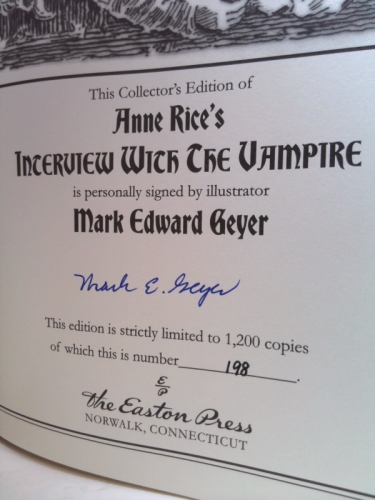 This Collector's Edition of
Anne Rice's
Interview With The Vampire
is personally signed by illustrator
Mark Edward Geyer
Mark E. Geyer
This edition is strictly limited to 1,200 copies
of which this is number 198.
E
P
the Easton Press
NORWALK, CONNECTICUT